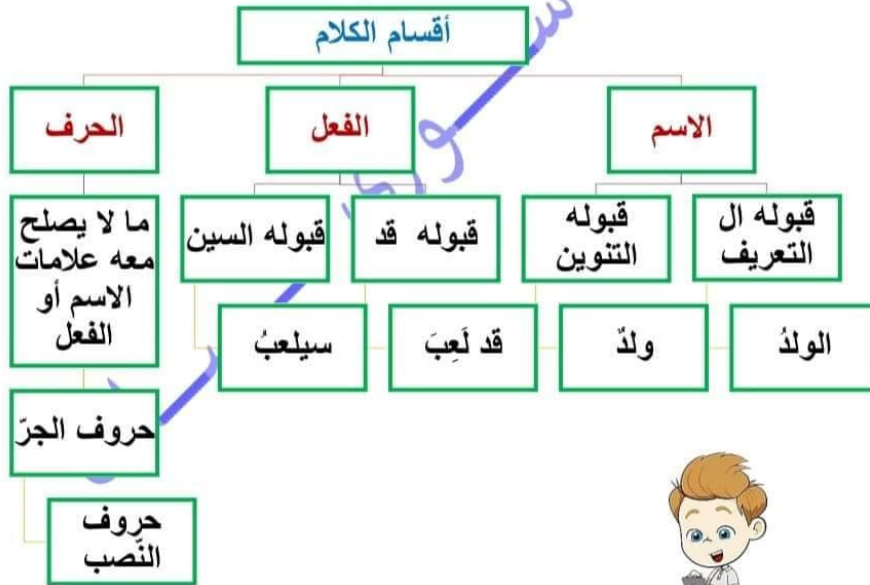 أقسام الكلام
الاسم
الفعل
الحرف
قبوله ال
التعريف
قبوله
التنوين
قبوله قد
قبوله السين
ما لا يصلح
معه علامات
الاسم أو
الفعل
الولدُ
ولدٌ
قد لَعِبَ
سيلعبُ
حروف الجرّ
حروف
النّصب